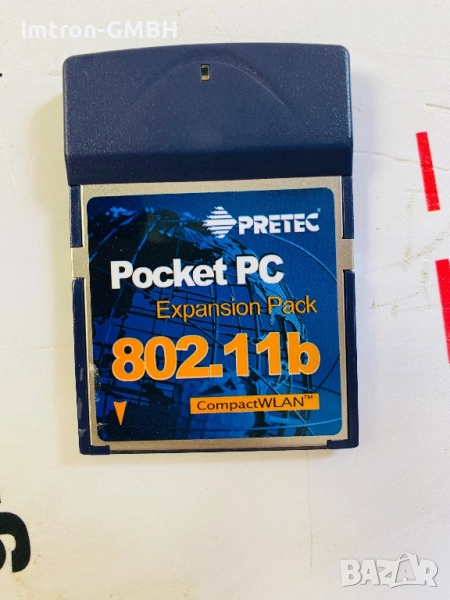 Imtron-GMBH
PRETEC
Pocket PC
Expansion Pack
802.11b
CompactWLAN™
BAZAR